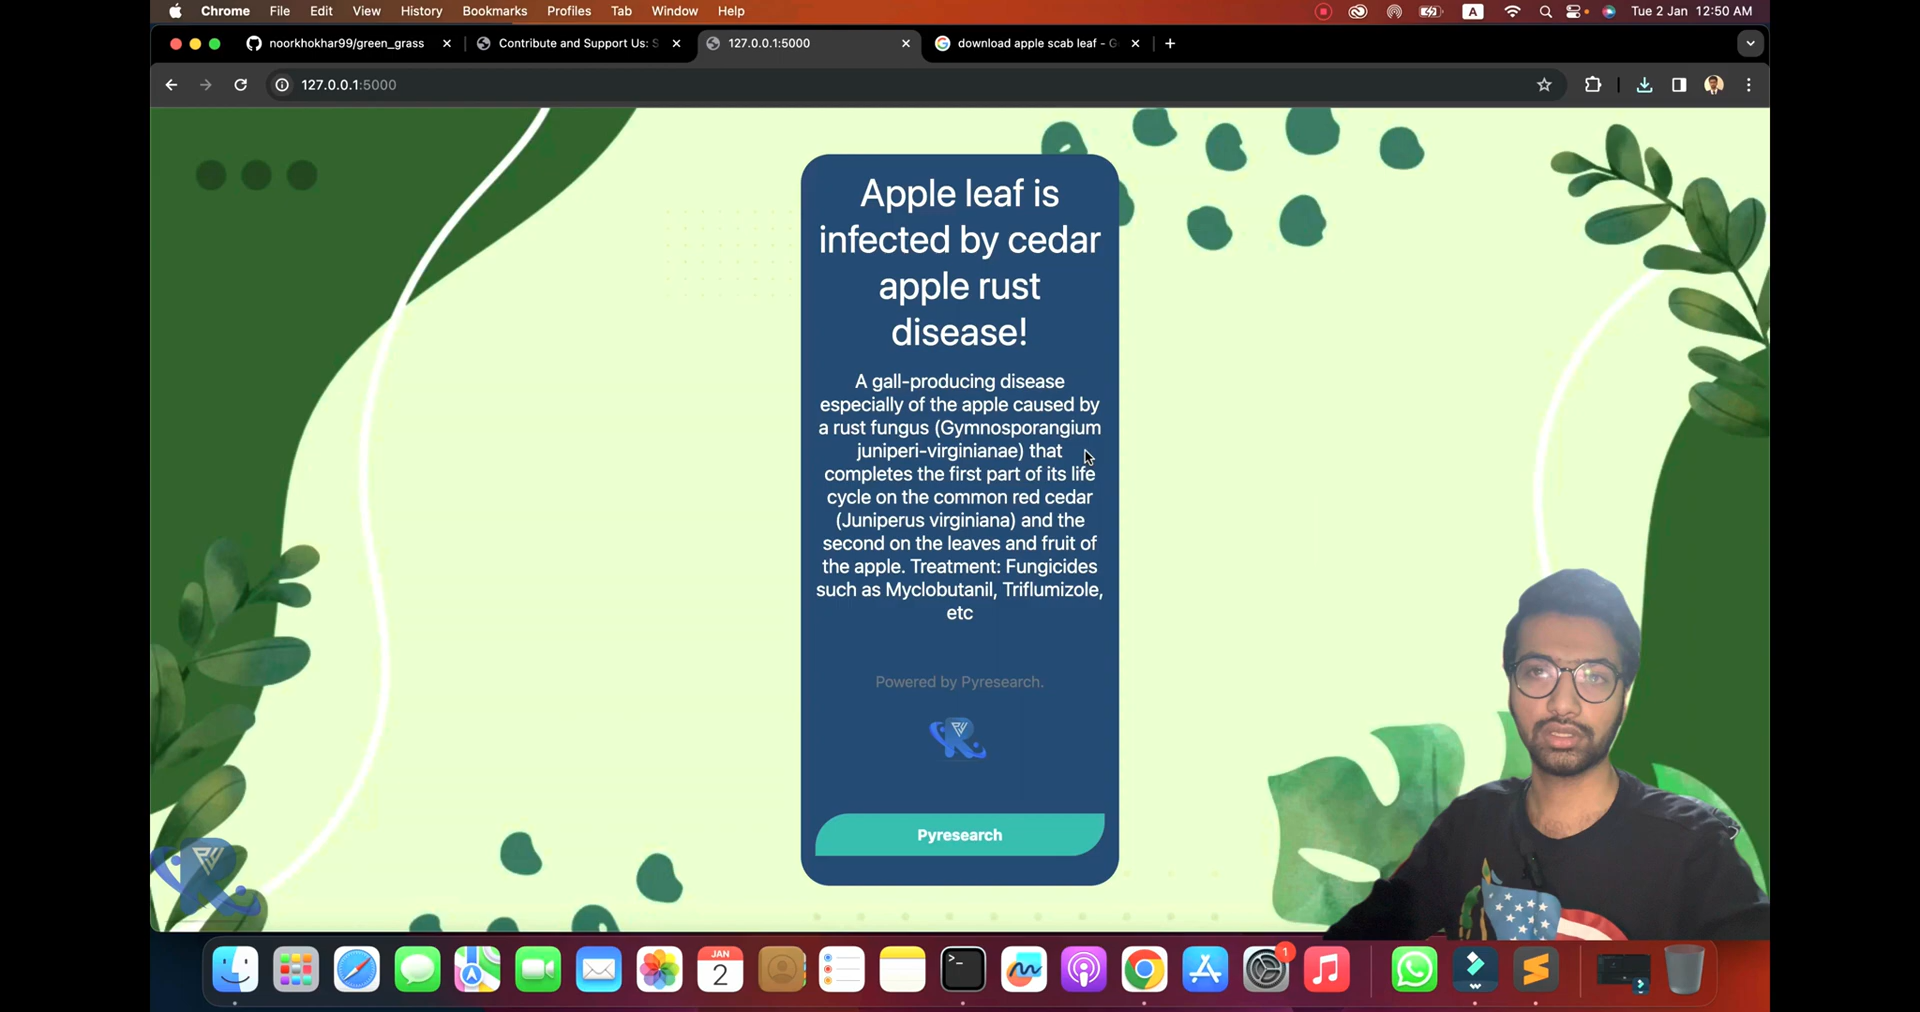 Chrome File Edit View History Bookmarks Profiles Tab Window Help A Tue 2 Jan 12:50 AM
noorkhokhar99/green_grass Contribute and Support Us: S 127.0.0.1:5000 download apple scab leaf - G
127.0.0.1:5000
Apple leaf is
infected by cedar
apple rust
disease!
A gall-producing disease
especially of the apple caused by
a rust fungus (Gymnosporangium
juniperi-virginianae) that
completes the first part of its life
cycle on the common red cedar
(Juniperus virginiana) and the
second on the leaves and fruit of
the apple. Treatment: Fungicides
such as Myclobutanil, Triflumizole,
etc
Powered by Pyresearch.
Pyresearch
JAN
2
1